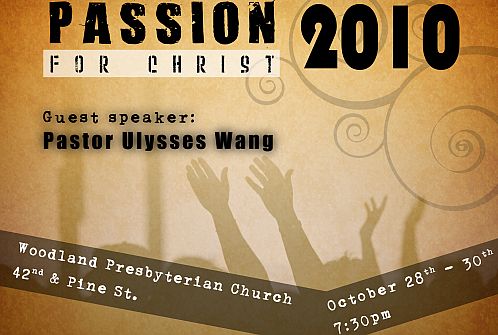 PASSION 2010
FOR CHRIST
Guest speaker:
Pastor Ulysses Wang
Woodland Presbyterian Church
42nd & Pine St.
October 28th - 30th
7:30pm